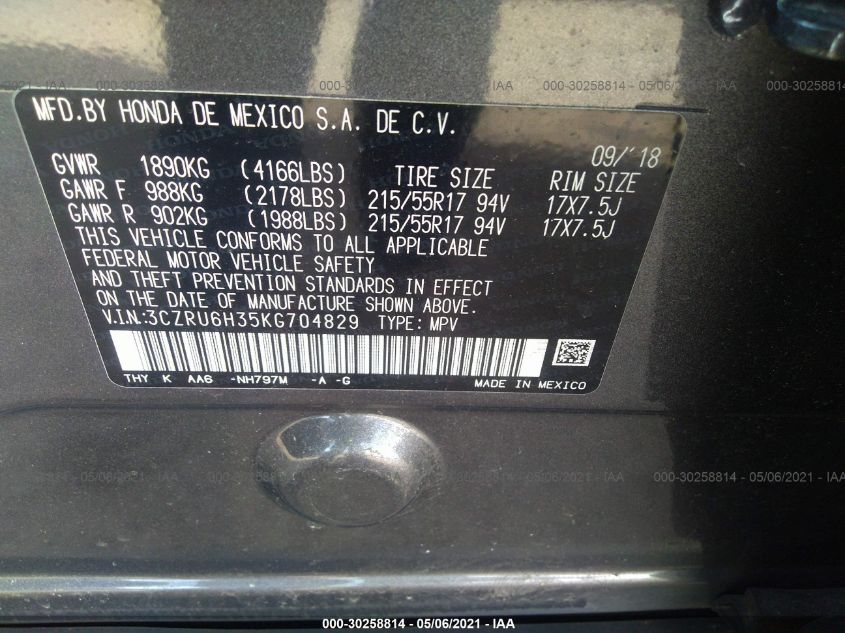 000-30258814 - 05/06/2021 - IAA
MFD.BY HONDA DE MEXICO S.A. DE C.V.
09/'18
GVWR 1890KG (4166LBS) TIRE SIZE RIM SIZE
GAWR F 988KG (2178LBS) 215/55R17 94V 17X7.5J
GAWR R 902KG (1988LBS) 215/55R17 94V 17X7.5J
THIS VEHICLE CONFORMS TO ALL APPLICABLE
FEDERAL MOTOR VEHICLE SAFETY
AND THEFT PREVENTION STANDARDS IN EFFECT
ON THE DATE OF MANUFACTURE SHOWN ABOVE.
V.I.N.:3CZRU6H35KG704829 TYPE: MPV
THY K AA6 -NH797M -A -G MADE IN MEXICO
000-30258814 - 05/06/2021 - IAA
000-30258814 - 05/06/2021 - IAA